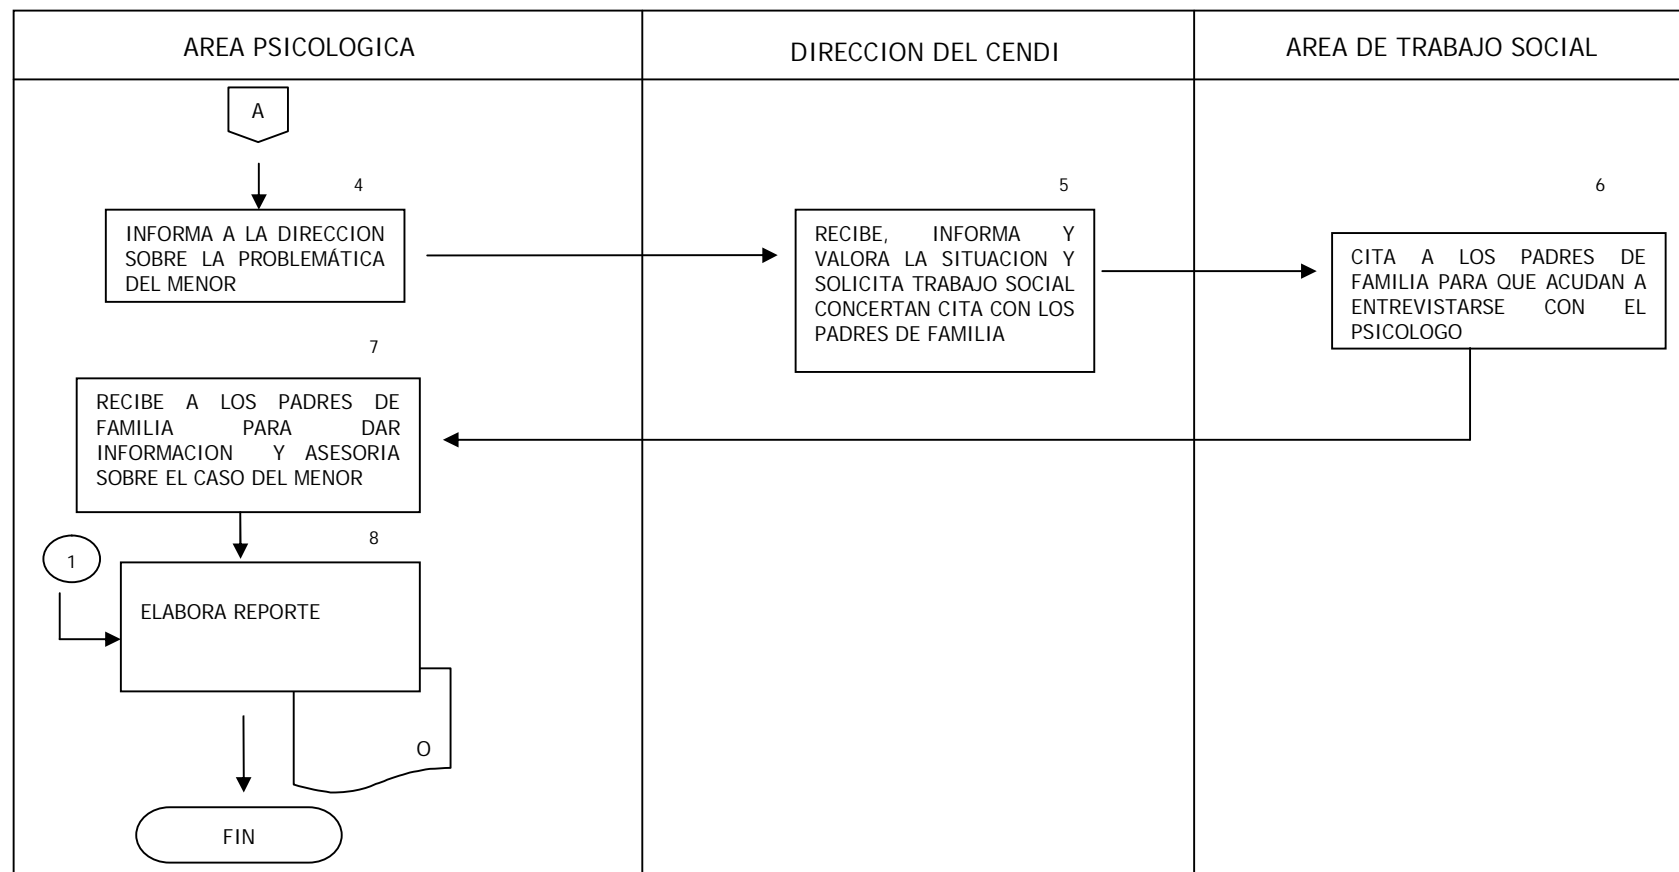 AREA PSICOLOGICA
DIRECCION DEL CENDI
AREA DE TRABAJO SOCIAL
A
4
INFORMA A LA DIRECCION
SOBRE LA PROBLEMÁTICA
DEL MENOR
5
RECIBE, INFORMA Y
VALORA LA SITUACION Y
SOLICITA TRABAJO SOCIAL
CONCERTAN CITA CON LOS
PADRES DE FAMILIA
6
CITA A LOS PADRES DE
FAMILIA PARA QUE ACUDAN A
ENTREVISTARSE CON EL
PSICOLOGO
7
RECIBE A LOS PADRES DE
FAMILIA PARA DAR
INFORMACION Y ASESORIA
SOBRE EL CASO DEL MENOR
8
1
ELABORA REPORTE
O
FIN